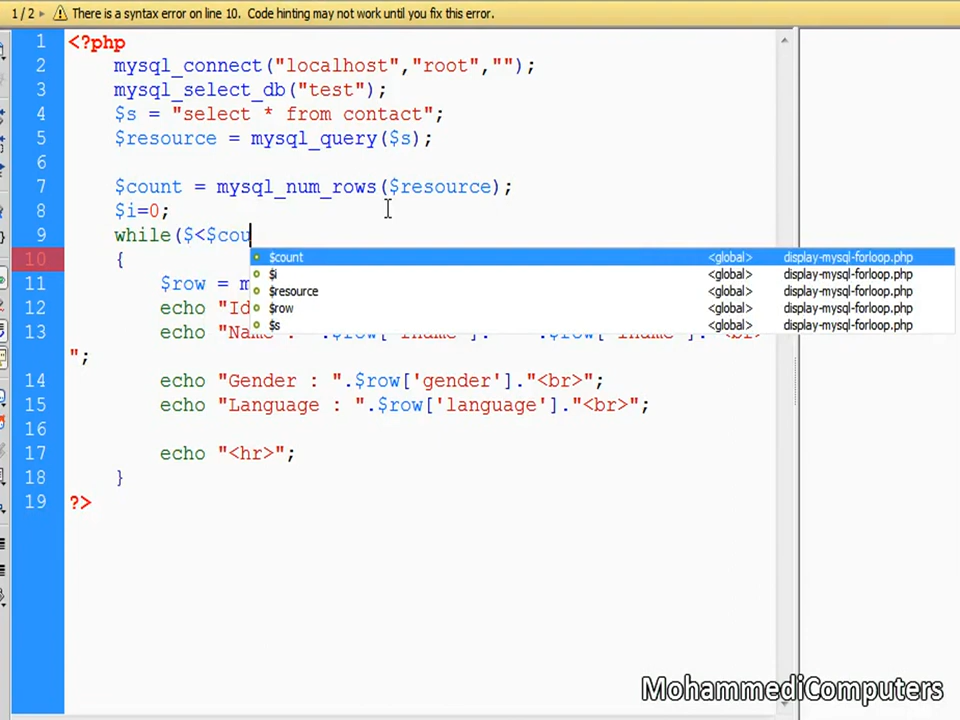 1 / 2 There is a syntax error on line 10. Code hinting may not work until you fix this error.
1 <?php
2 mysql_connect("localhost","root","");
3 mysql_select_db("test");
4 $s = "select * from contact";
5 $resource = mysql_query($s);
6
7 $count = mysql_num_rows($resource);
8 $i=0;
9 while($<$cou
$count <global> display-mysql-forloop.php
10 {
$i <global> display-mysql-forloop.php
11 $row = m
$resource <global> display-mysql-forloop.php
12 echo "Id
$row <global> display-mysql-forloop.php
$s <global> display-mysql-forloop.php
13 echo "Name
";
14 echo "Gender : ".$row['gender']."<br>";
15 echo "Language : ".$row['language']."<br>";
16
17 echo "<hr>";
18 }
19 ?>
MohammediComputers